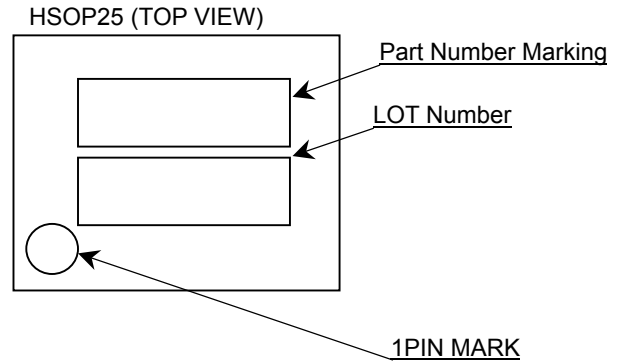 HSOP25 (TOP VIEW)
Part Number Marking
LOT Number
1PIN MARK